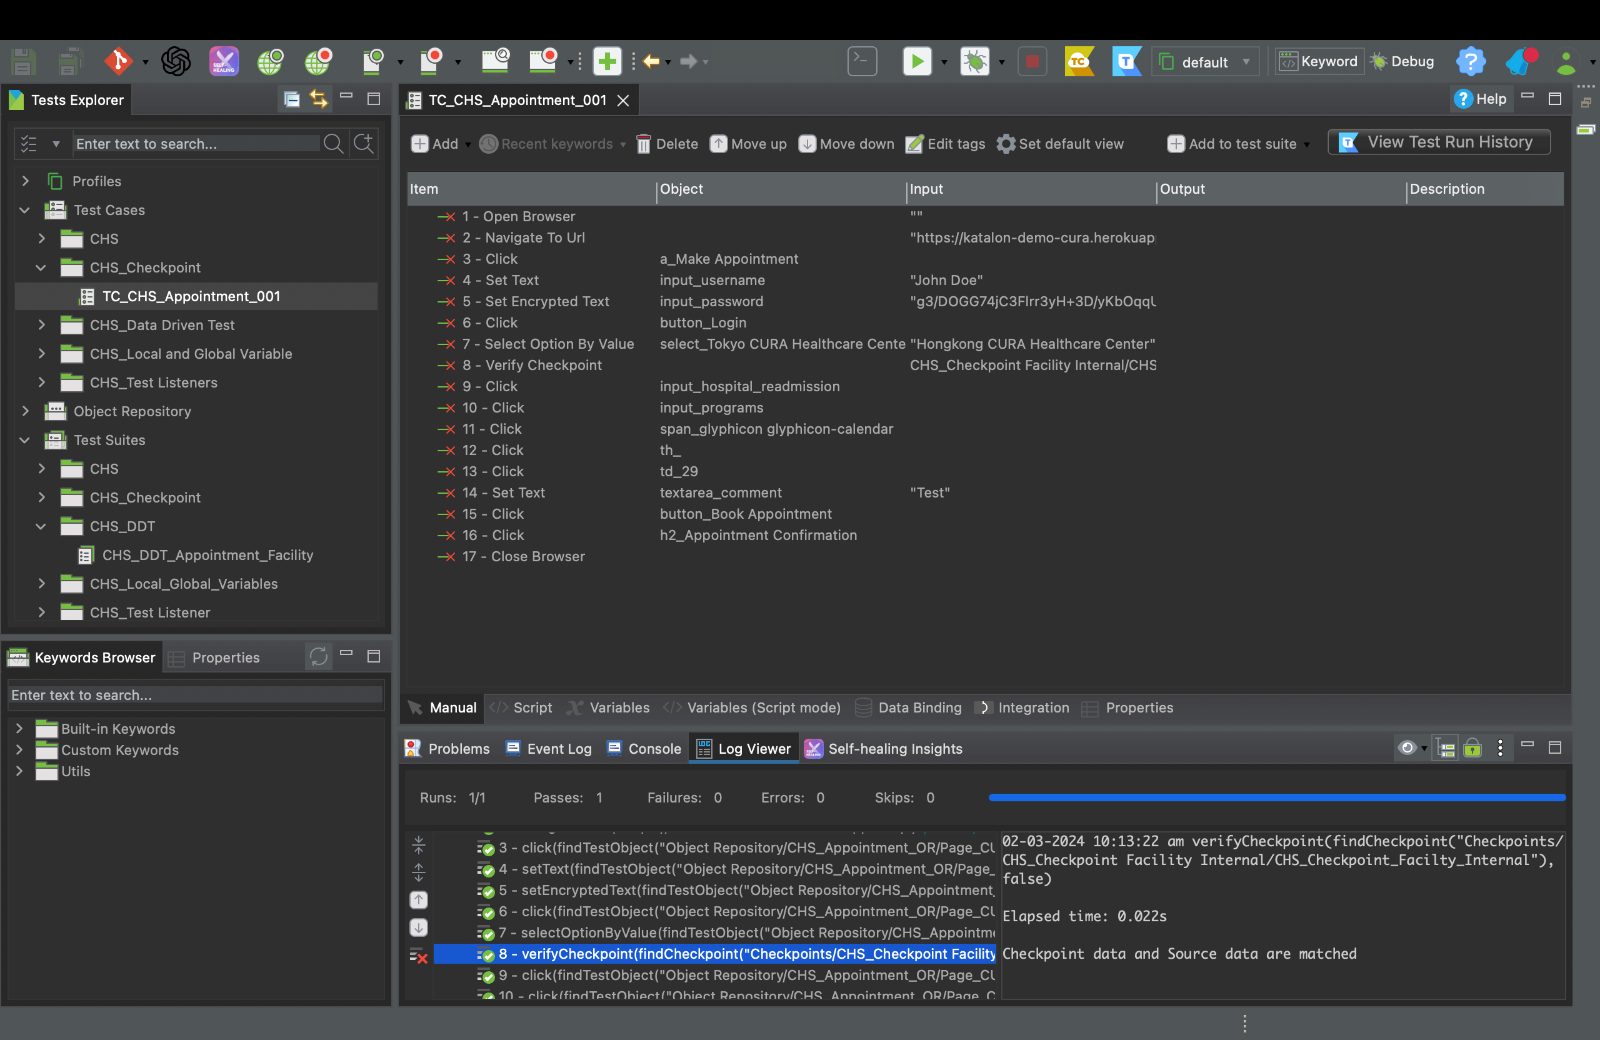 default
Keyword
Debug
Tests Explorer
TC_CHS_Appointment_001
Help
Enter text to search...
Add
Recent keywords
Delete
Move up
Move down
Edit tags
Set default view
Add to test suite
View Test Run History
Profiles
Test Cases
CHS
CHS_Checkpoint
TC_CHS_Appointment_001
CHS_Data Driven Test
CHS_Local and Global Variable
CHS_Test Listeners
Object Repository
Test Suites
CHS
CHS_Checkpoint
CHS_DDT
CHS_DDT_Appointment_Facility
CHS_Local_Global_Variables
CHS_Test Listener
Item Object Input Output Description
1 - Open Browser ""
2 - Navigate To Url "https://katalon-demo-cura.herokuap
3 - Click a_Make Appointment
4 - Set Text input_username "John Doe"
5 - Set Encrypted Text input_password "g3/DOGG74jC3Flrr3yH+3D/yKbOqqU
6 - Click button_Login
7 - Select Option By Value select_Tokyo CURA Healthcare Cente "Hongkong CURA Healthcare Center"
8 - Verify Checkpoint CHS_Checkpoint Facility Internal/CHS
9 - Click input_hospital_readmission
10 - Click input_programs
11 - Click span_glyphicon glyphicon-calendar
12 - Click th_
13 - Click td_29
14 - Set Text textarea_comment "Test"
15 - Click button_Book Appointment
16 - Click h2_Appointment Confirmation
17 - Close Browser
Keywords Browser
Properties
Enter text to search...
Built-in Keywords
Custom Keywords
Utils
Manual
Script
Variables
Variables (Script mode)
Data Binding
Integration
Properties
Problems
Event Log
Console
Log Viewer
Self-healing Insights
Runs: 1/1 Passes: 1 Failures: 0 Errors: 0 Skips: 0
3 - click(findTestObject("Object Repository/CHS_Appointment_OR/Page_CU
4 - setText(findTestObject("Object Repository/CHS_Appointment_OR/Page_
5 - setEncryptedText(findTestObject("Object Repository/CHS_Appointment_
6 - click(findTestObject("Object Repository/CHS_Appointment_OR/Page_CU
7 - selectOptionByValue(findTestObject("Object Repository/CHS_Appointme
8 - verifyCheckpoint(findCheckpoint("Checkpoints/CHS_Checkpoint Facility
9 - click(findTestObject("Object Repository/CHS_Appointment_OR/Page_CU
10 - click(findTestObject("Object Repository/CHS_Appointment_OR/Page_C
02-03-2024 10:13:22 am verifyCheckpoint(findCheckpoint("Checkpoints/
CHS_Checkpoint Facility Internal/CHS_Checkpoint_Facilty_Internal"),
false)
Elapsed time: 0.022s
Checkpoint data and Source data are matched